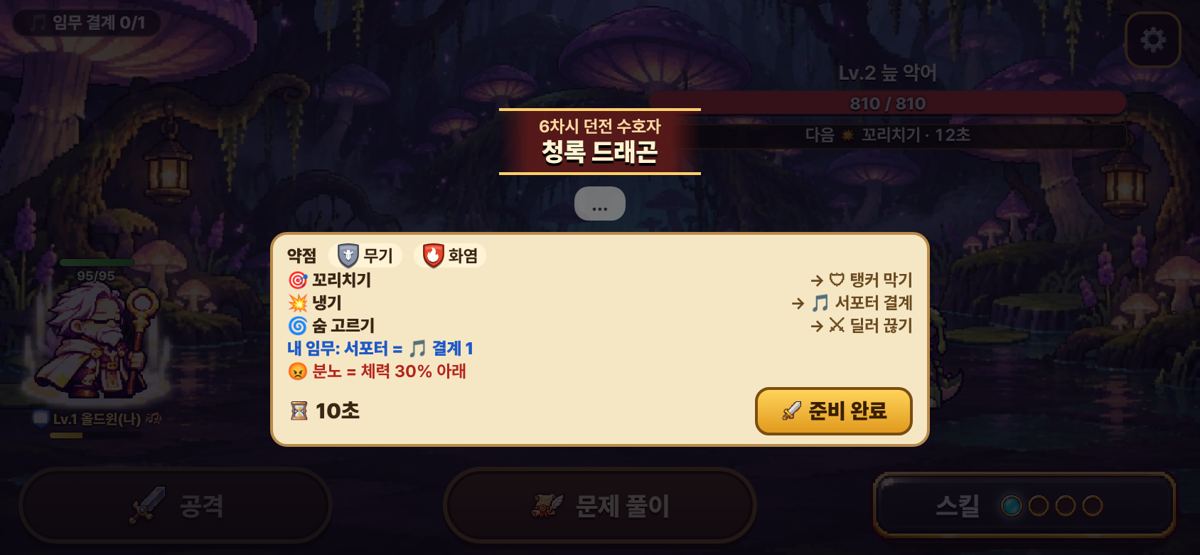 임무 결계 0/1
Lv.2 늪 악어
810 / 810
다음 꼬리치기 · 12초
6차시 던전 수호자
청록 드래곤
...
약점 무기 화염
꼬리치기 → 탱커 막기
냉기 → 서포터 결계
숨 고르기 → 딜러 끊기
내 임무: 서포터 = 결계 1
분노 = 체력 30% 아래
10초
준비 완료
95/95
Lv.1 올드윈(나)
공격
문제 풀이
스킬